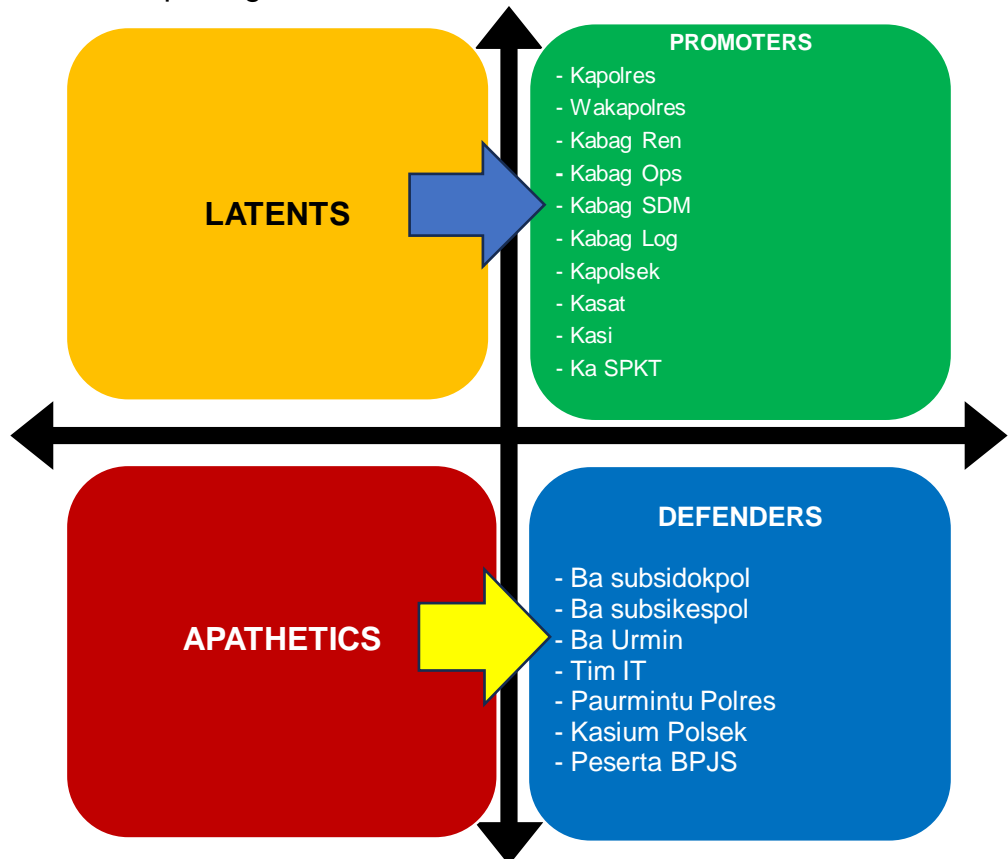 LATENTS
PROMOTERS
- Kapolres
- Wakapolres
- Kabag Ren
- Kabag Ops
- Kabag SDM
- Kabag Log
- Kapolsek
- Kasat
- Kasi
- Ka SPKT
APATHETICS
DEFENDERS
- Ba subsidokpol
- Ba subsikespol
- Ba Urmin
- Tim IT
- Paurmintu Polres
- Kasium Polsek
- Peserta BPJS